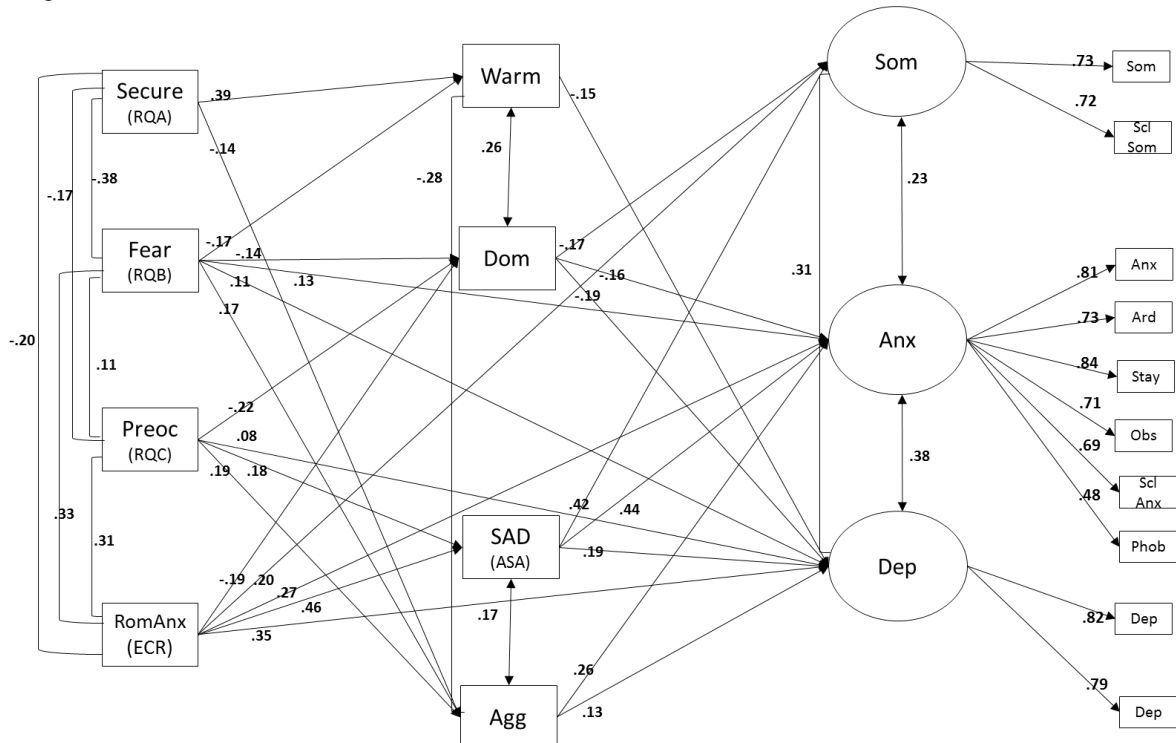 Secure
(RQA)
Fear
(RQB)
Preoc
(RQC)
RomAnx
(ECR)
-.20
-.17
-.38
.11
.33
.31
.39
-.14
-.17
-.14
.11
.13
.17
-.22
.08
.19
.18
-.19
.20
.27
.46
.35
Warm
.26
-.28
Dom
SAD
(ASA)
.17
Agg
-.15
-.17
-.16
-.19
.42
.44
.19
.26
.13
.31
Som
.23
Anx
.38
Dep
.73
Som
.72
Scl
Som
.81
Anx
.73
Ard
.84
Stay
.71
Obs
.69
Scl
Anx
.48
Phob
.82
Dep
.79
Dep